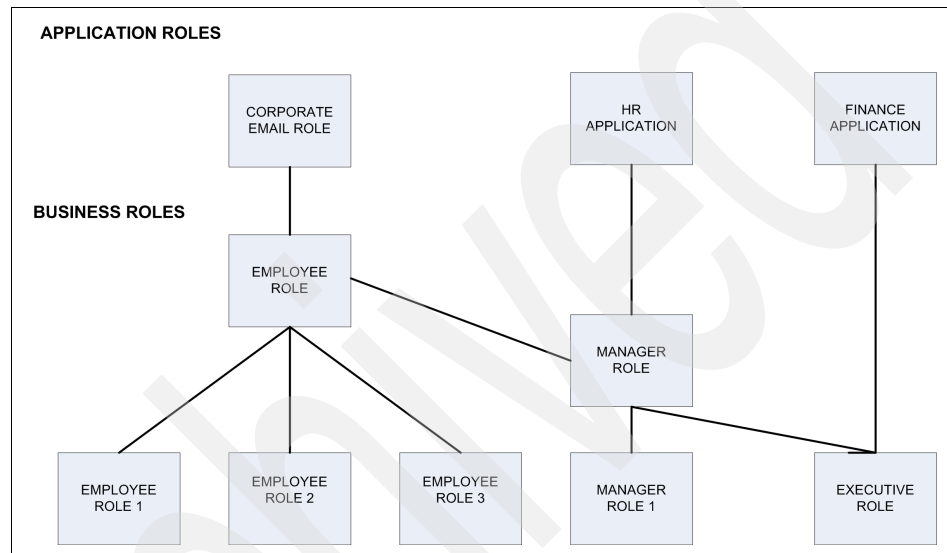 APPLICATION ROLES
CORPORATE
EMAIL ROLE
HR
APPLICATION
FINANCE
APPLICATION
BUSINESS ROLES
EMPLOYEE
ROLE
MANAGER
ROLE
EMPLOYEE
ROLE 1
EMPLOYEE
ROLE 2
EMPLOYEE
ROLE 3
MANAGER
ROLE 1
EXECUTIVE
ROLE